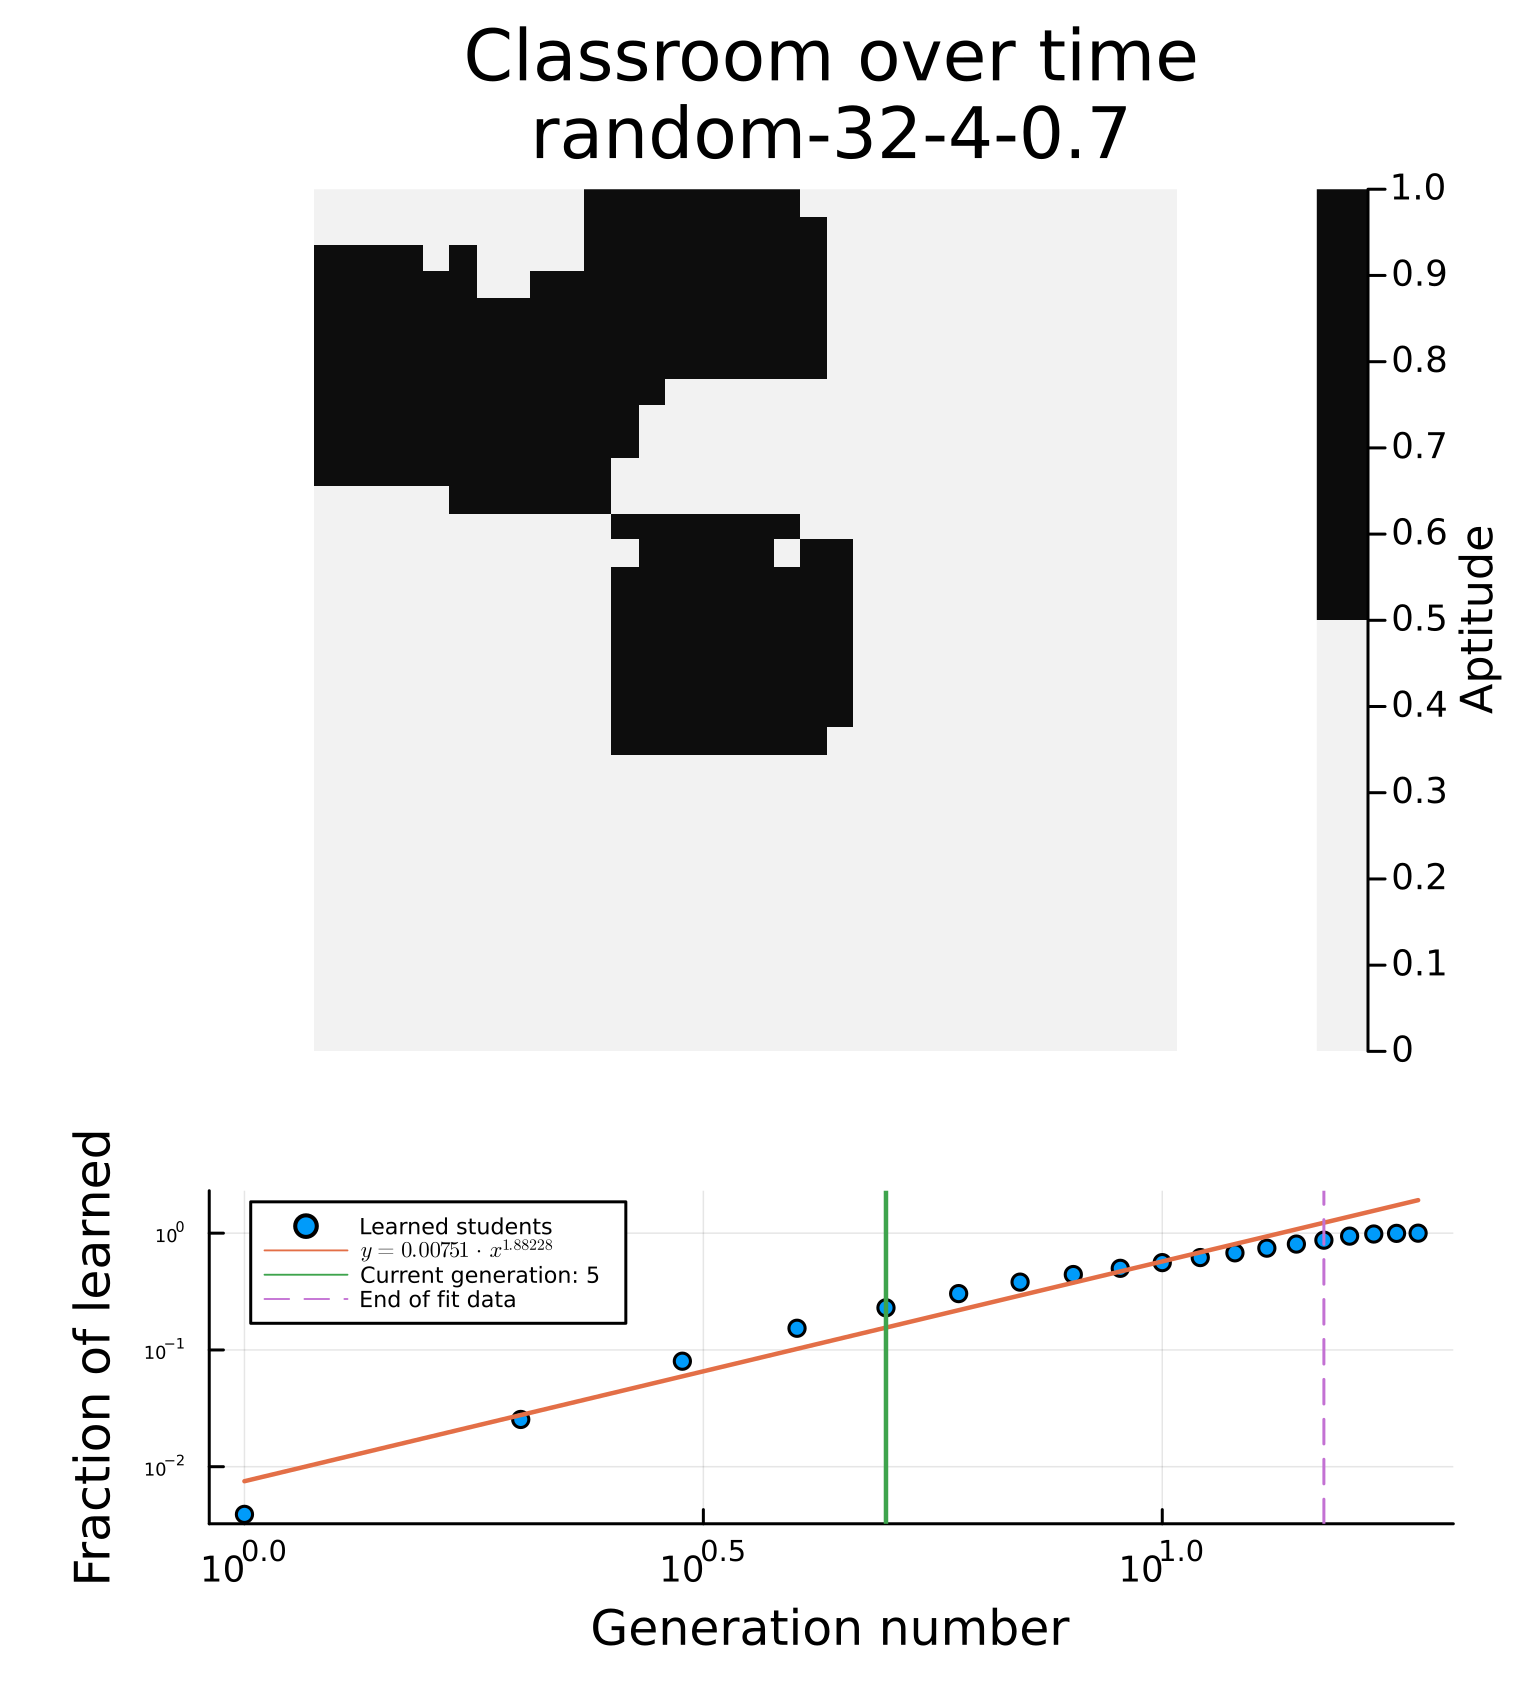 Classroom over time
random-32-4-0.7
1.0
0.9
0.8
0.7
0.6
0.5
0.4
0.3
0.2
0.1
0
Aptitude
Fraction of learned
10^0
10^−1
10^−2
Learned students
y = 0.00751 · x^1.88228
Current generation: 5
End of fit data
10^0.0
10^0.5
10^1.0
Generation number